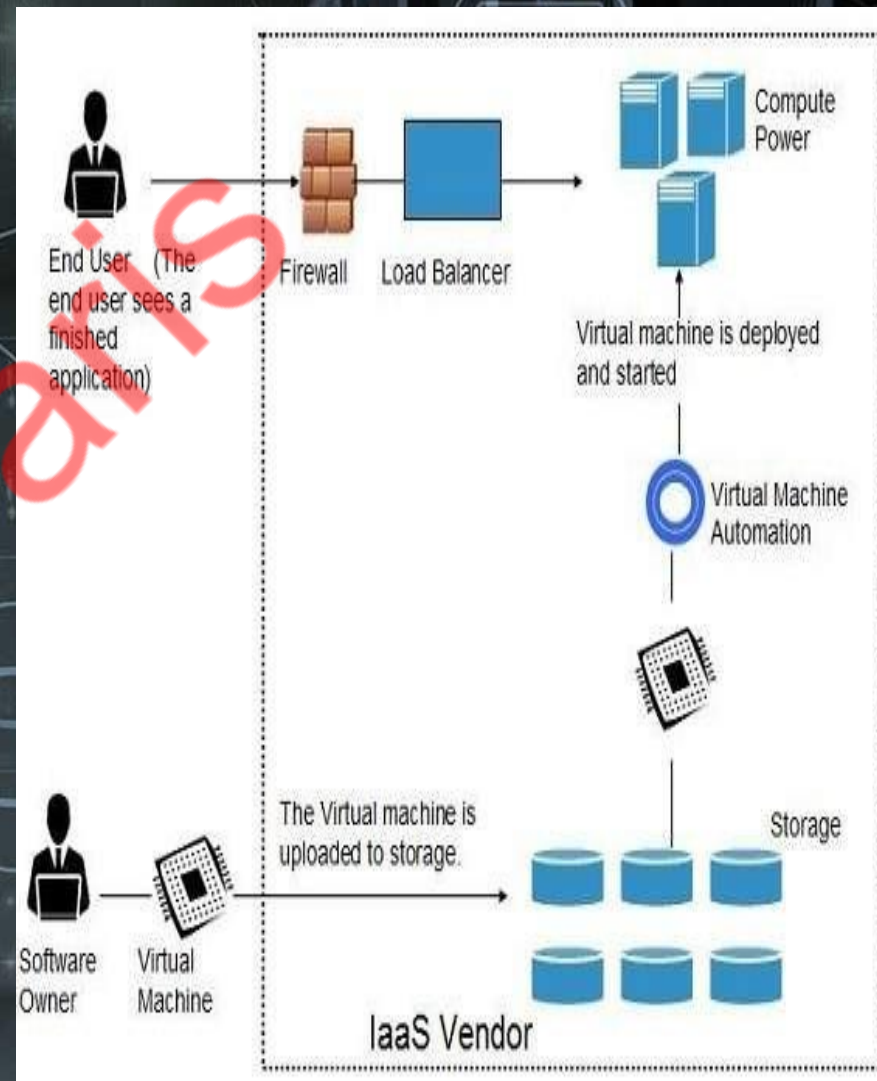 Compute
Power
End User (The
end user sees a
finished
application)
Firewall
Load Balancer
Virtual machine is deployed
and started
Virtual Machine
Automation
The Virtual machine is
uploaded to storage.
Storage
Software
Owner
Virtual
Machine
IaaS Vendor
aris